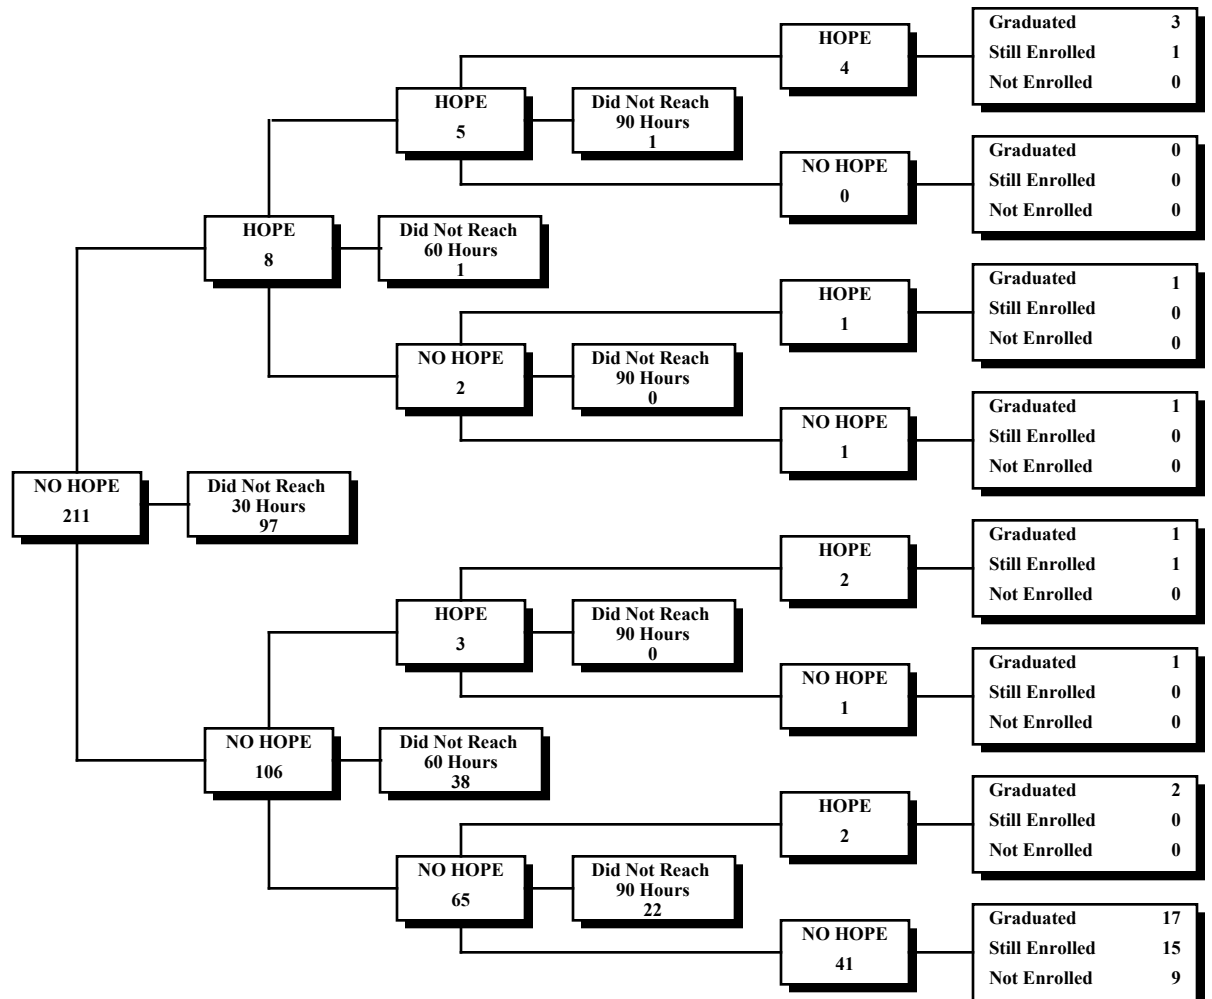 HOPE
4
Graduated 3
Still Enrolled 1
Not Enrolled 0
HOPE
5
Did Not Reach
90 Hours
1
NO HOPE
0
Graduated 0
Still Enrolled 0
Not Enrolled 0
HOPE
8
Did Not Reach
60 Hours
1
HOPE
1
Graduated 1
Still Enrolled 0
Not Enrolled 0
NO HOPE
2
Did Not Reach
90 Hours
0
NO HOPE
1
Graduated 1
Still Enrolled 0
Not Enrolled 0
NO HOPE
211
Did Not Reach
30 Hours
97
HOPE
2
Graduated 1
Still Enrolled 1
Not Enrolled 0
HOPE
3
Did Not Reach
90 Hours
0
NO HOPE
1
Graduated 1
Still Enrolled 0
Not Enrolled 0
NO HOPE
106
Did Not Reach
60 Hours
38
HOPE
2
Graduated 2
Still Enrolled 0
Not Enrolled 0
NO HOPE
65
Did Not Reach
90 Hours
22
NO HOPE
41
Graduated 17
Still Enrolled 15
Not Enrolled 9